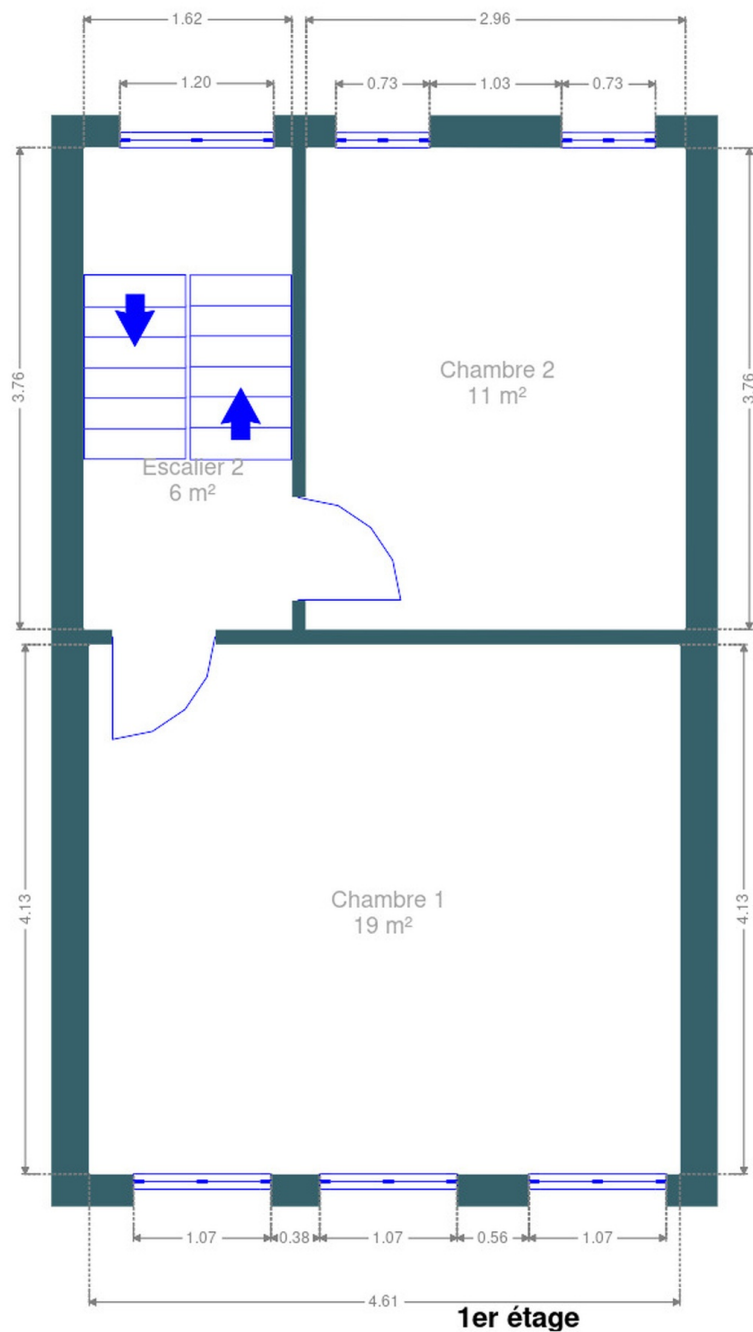 1.62
2.96
1.20
0.73
1.03
0.73
3.76
3.76
Chambre 2
11 m²
Escalier 2
6 m²
4.13
4.13
Chambre 1
19 m²
1.07
0.38
1.07
0.56
1.07
4.61
1er étage